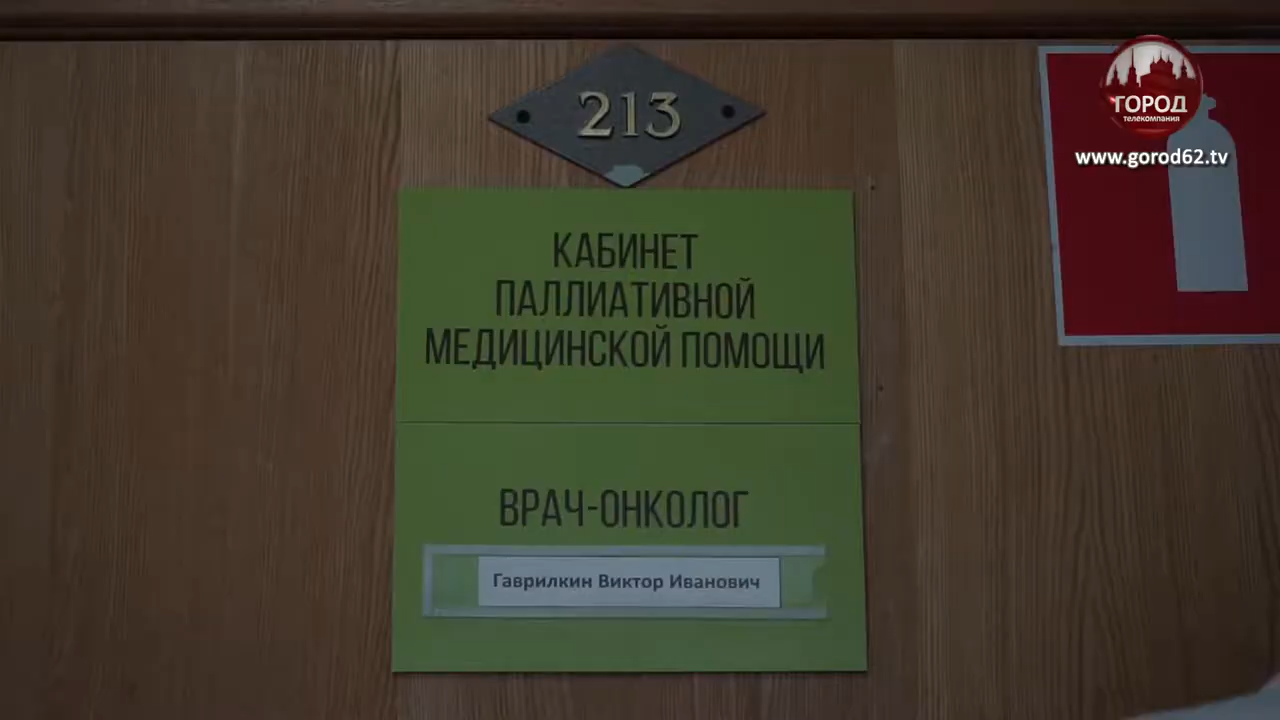 213
ГОРОД
телекомпания
www.gorod62.tv
КАБИНЕТ
ПАЛЛИАТИВНОЙ
МЕДИЦИНСКОЙ ПОМОЩИ
ВРАЧ-ОНКОЛОГ
Гаврилкин Виктор Иванович